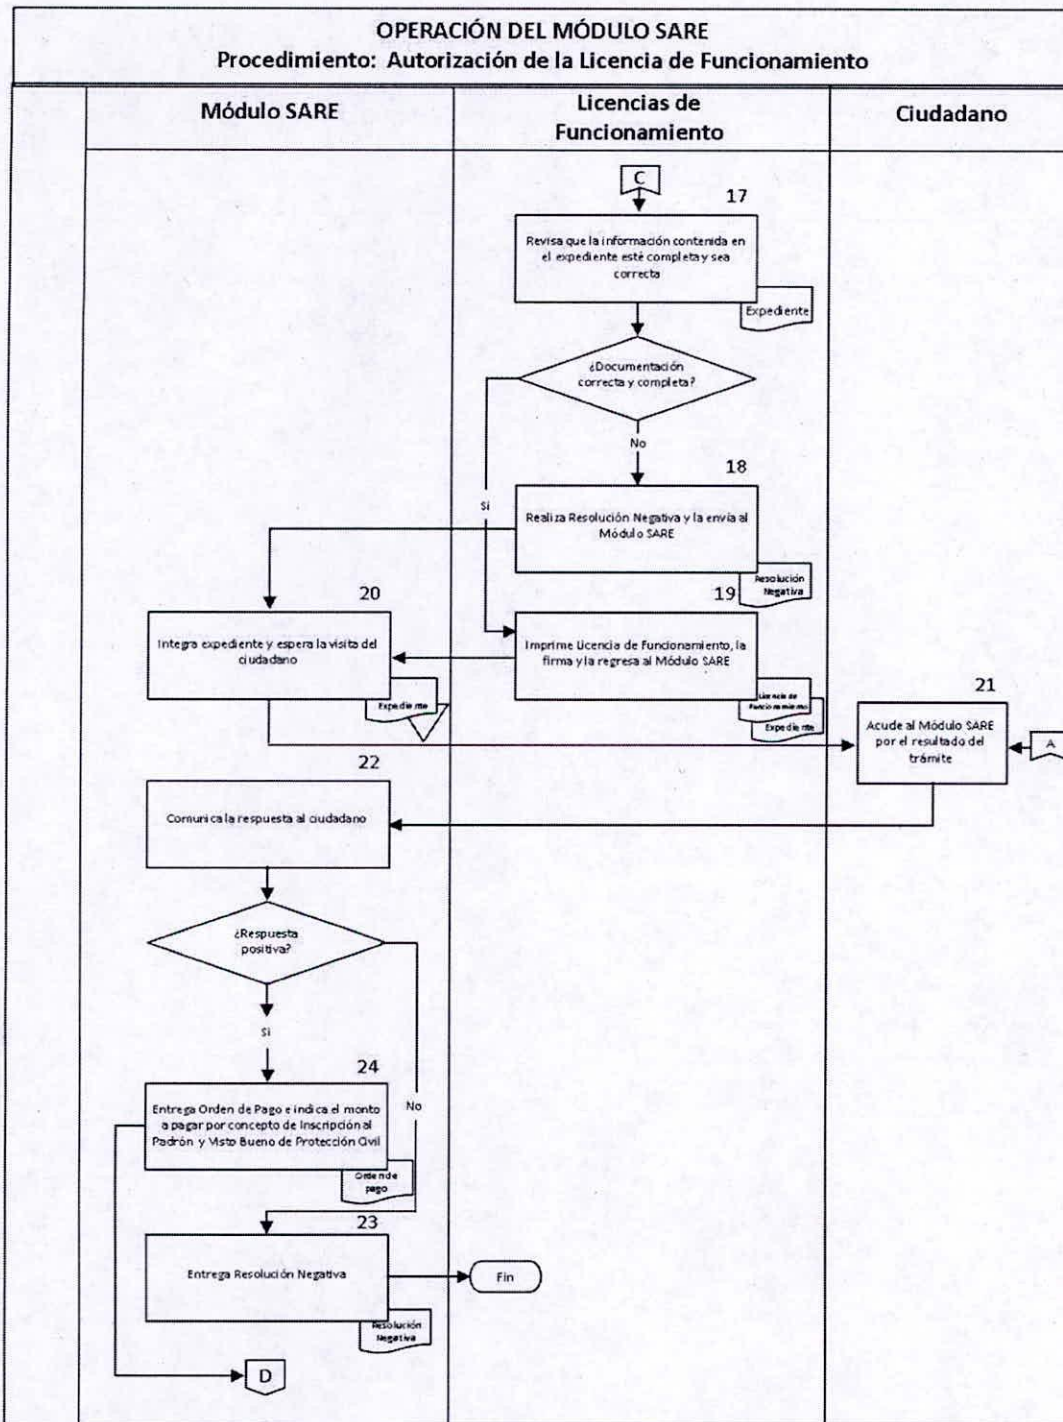 OPERACIÓN DEL MÓDULO SARE
Procedimiento: Autorización de la Licencia de Funcionamiento
Módulo SARE
Licencias de
Funcionamiento
Ciudadano
C
17
Revisa que la información contenida en
el expediente esté completa y sea
correcta
Expediente
¿Documentación
correcta y completa?
No
Sí
18
Realiza Resolución Negativa y la envía al
Módulo SARE
Resolución
Negativa
19
Imprime Licencia de Funcionamiento, la
firma y la regresa al Módulo SARE
Licencia de
Funcionamiento
Expediente
20
Integra expediente y espera la visita del
ciudadano
Expediente
21
Acude al Módulo SARE
por el resultado del
trámite
A
22
Comunica la respuesta al ciudadano
¿Respuesta
positiva?
Sí
No
24
Entrega Orden de Pago e indica el monto
a pagar por concepto de Inscripción al
Padrón y Visto Bueno de Protección Civil
Orden de
pago
23
Entrega Resolución Negativa
Resolución
Negativa
Fin
D